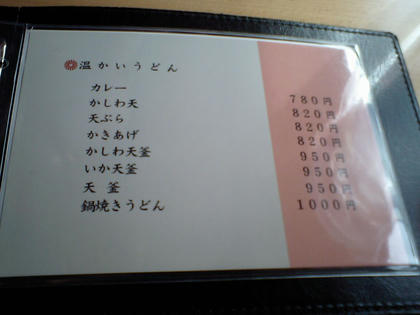 温かいうどん
カレー 780円
かしわ天 820円
天ぷら 820円
かきあげ 820円
かしわ天釜 950円
いか天釜 950円
天釜 950円
鍋焼きうどん 1000円